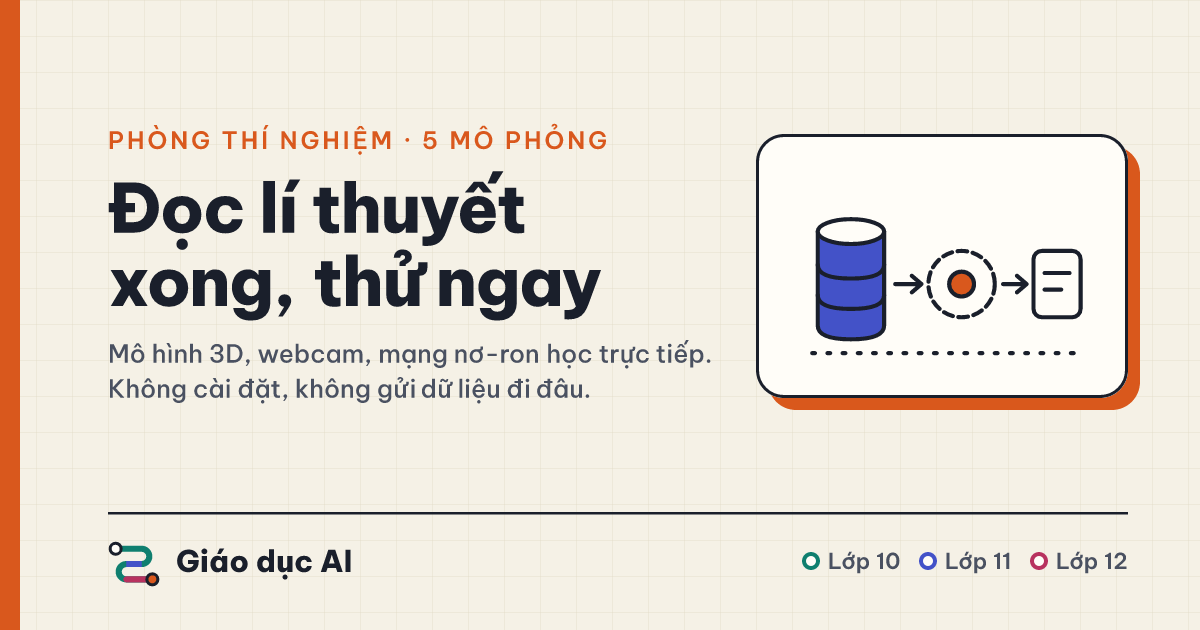 PHÒNG THÍ NGHIỆM · 5 MÔ PHỎNG
Đọc lí thuyết
xong, thử ngay
Mô hình 3D, webcam, mạng nơ-ron học trực tiếp.
Không cài đặt, không gửi dữ liệu đi đâu.
Giáo dục AI
Lớp 10
Lớp 11
Lớp 12